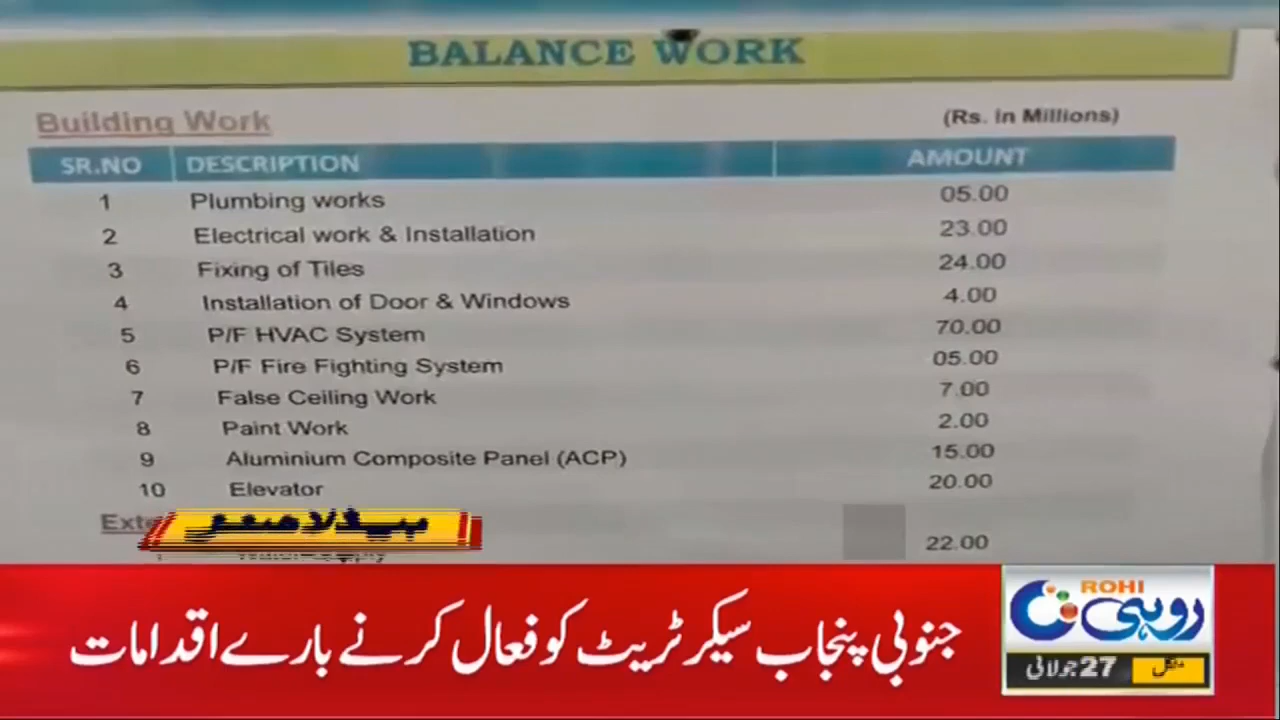 BALANCE WORK
Building Work (Rs. in Millions)
SR.NO DESCRIPTION AMOUNT
1 Plumbing works 05.00
2 Electrical work & Installation 23.00
3 Fixing of Tiles 24.00
4 Installation of Door & Windows 4.00
5 P/F HVAC System 70.00
6 P/F Fire Fighting System 05.00
7 False Ceiling Work 7.00
8 Paint Work 2.00
9 Aluminium Composite Panel (ACP) 15.00
10 Elevator 20.00
22.00
جنوبی پنجاب سیکرٹریٹ کو فعال کرنے بارے اقدامات
ROHI
روہی
منگل 27 جولائی